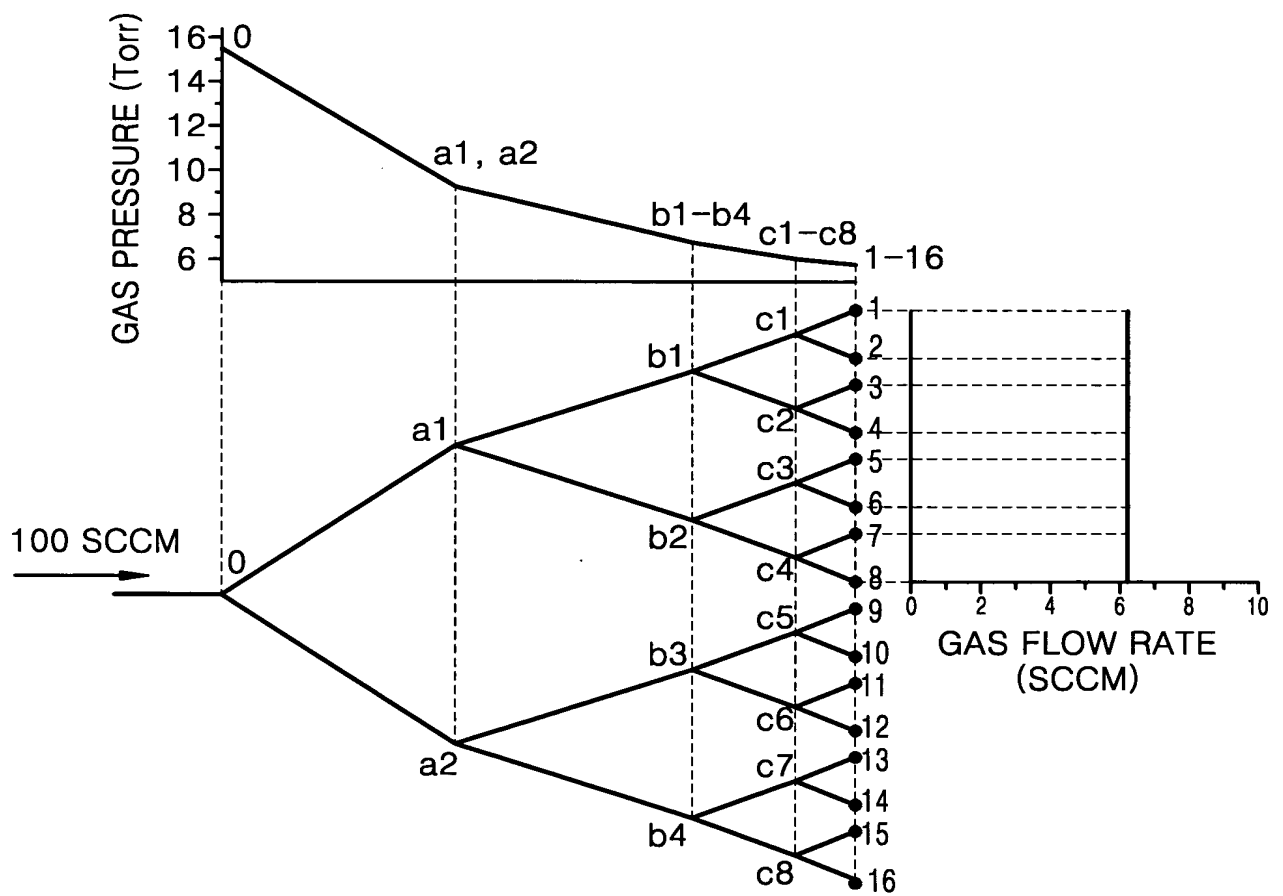 GAS PRESSURE (Torr)
16
14
12
10
8
6
0
a1, a2
b1-b4
c1-c8
1-16
100 SCCM
0
a1
a2
b1
b2
b3
b4
c1
c2
c3
c4
c5
c6
c7
c8
1
2
3
4
5
6
7
8
9
10
11
12
13
14
15
16
0 2 4 6 8 10
GAS FLOW RATE
(SCCM)